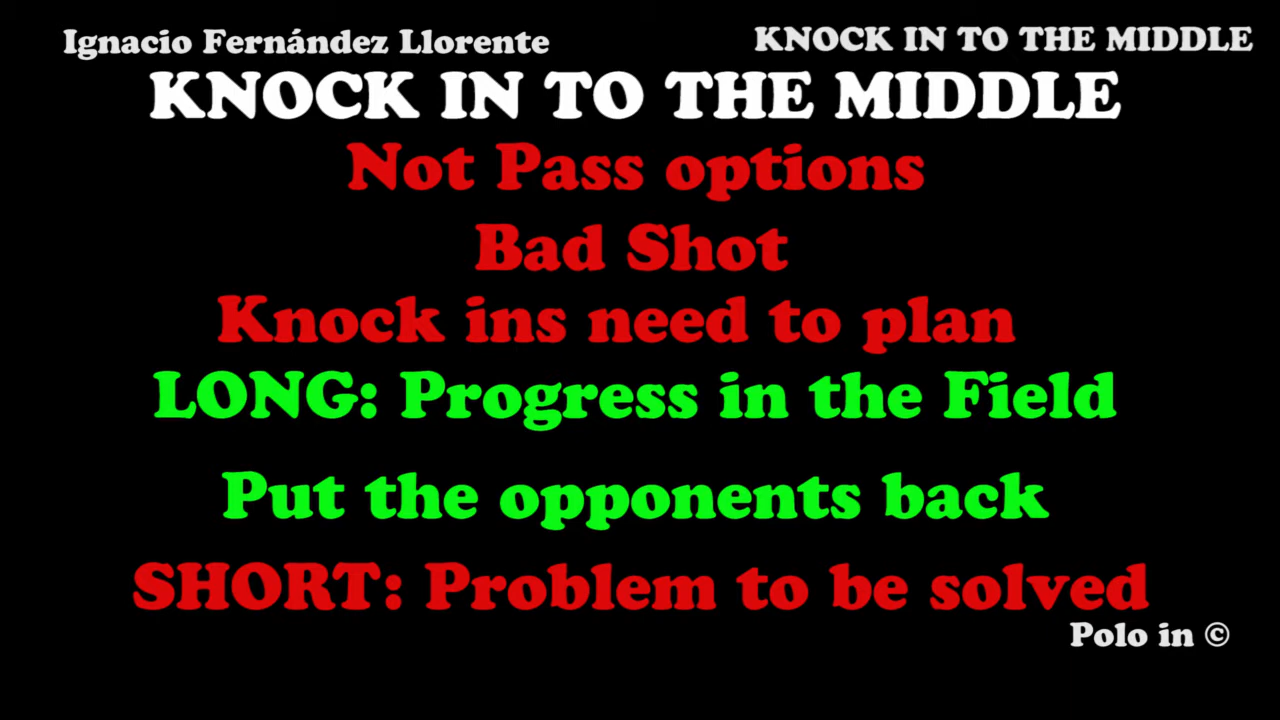 Ignacio Fernández Llorente
KNOCK IN TO THE MIDDLE
KNOCK IN TO THE MIDDLE
Not Pass options
Bad Shot
Knock ins need to plan
LONG: Progress in the Field
Put the opponents back
SHORT: Problem to be solved
Polo in ©